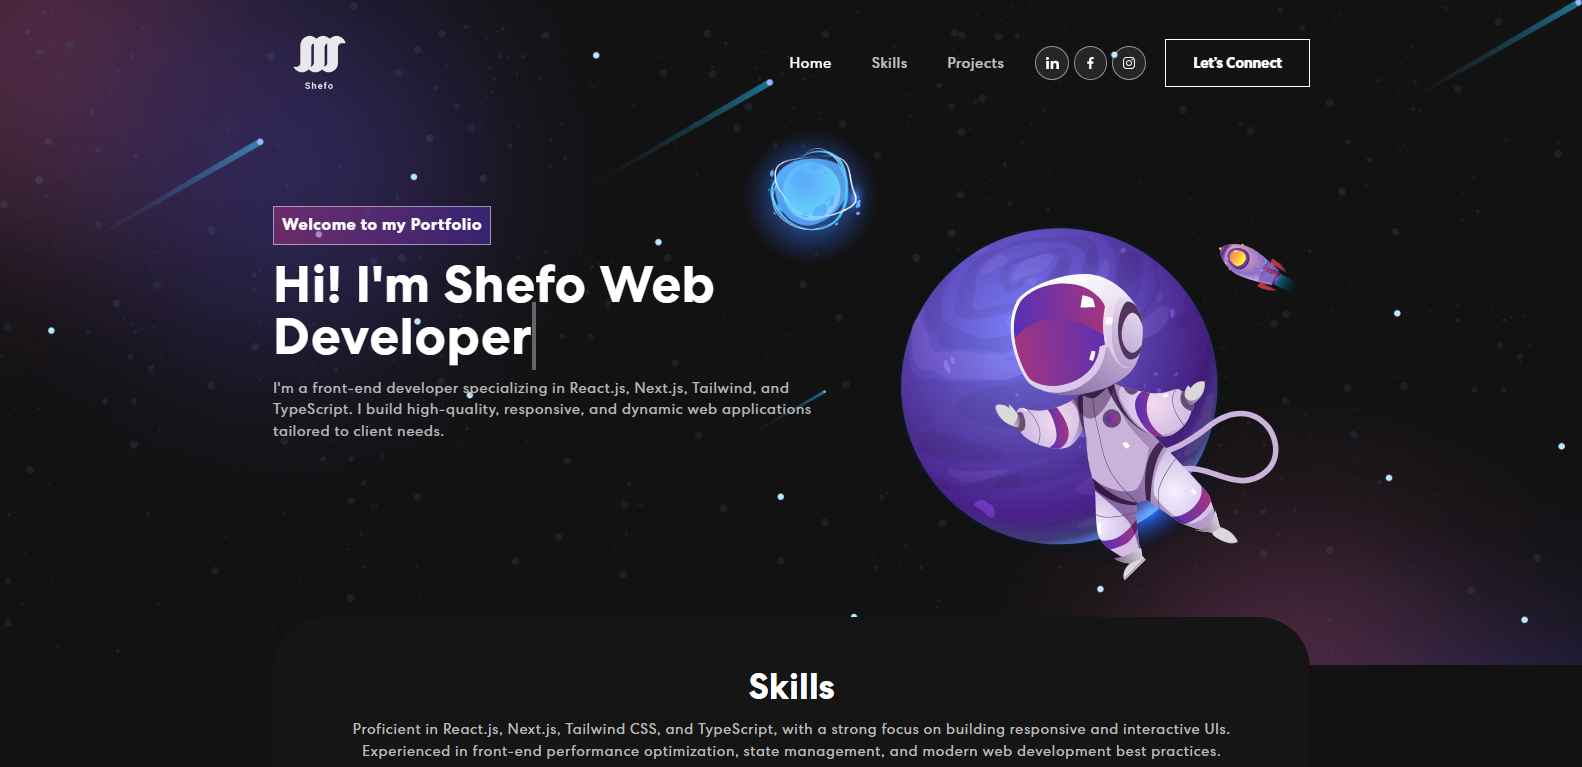 Shefo
Home Skills Projects in f Let's Connect
Welcome to my Portfolio
Hi! I'm Shefo Web
Developer
I'm a front-end developer specializing in React.js, Next.js, Tailwind, and
TypeScript. I build high-quality, responsive, and dynamic web applications
tailored to client needs.
Skills
Proficient in React.js, Next.js, Tailwind CSS, and TypeScript, with a strong focus on building responsive and interactive UIs.
Experienced in front-end performance optimization, state management, and modern web development best practices.